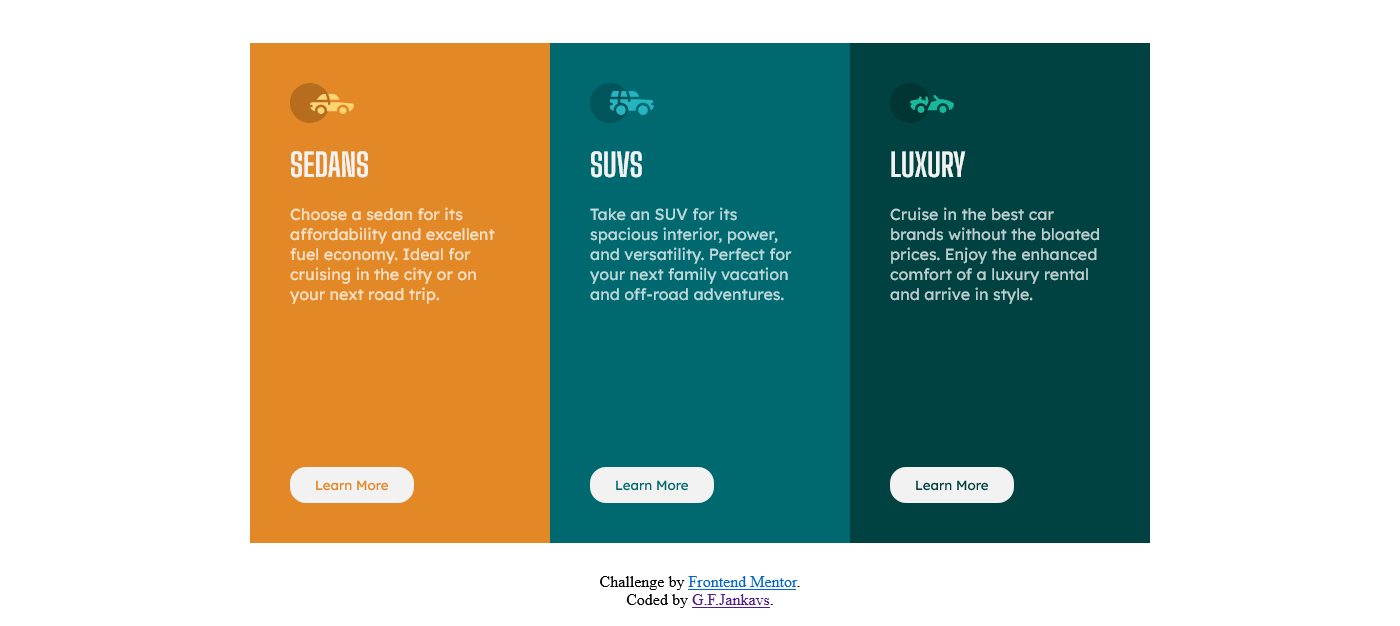 SEDANS
Choose a sedan for its
affordability and excellent
fuel economy. Ideal for
cruising in the city or on
your next road trip.
Learn More
SUVS
Take an SUV for its
spacious interior, power,
and versatility. Perfect for
your next family vacation
and off-road adventures.
Learn More
LUXURY
Cruise in the best car
brands without the bloated
prices. Enjoy the enhanced
comfort of a luxury rental
and arrive in style.
Learn More
Challenge by Frontend Mentor.
Coded by G.F.Jankavs.